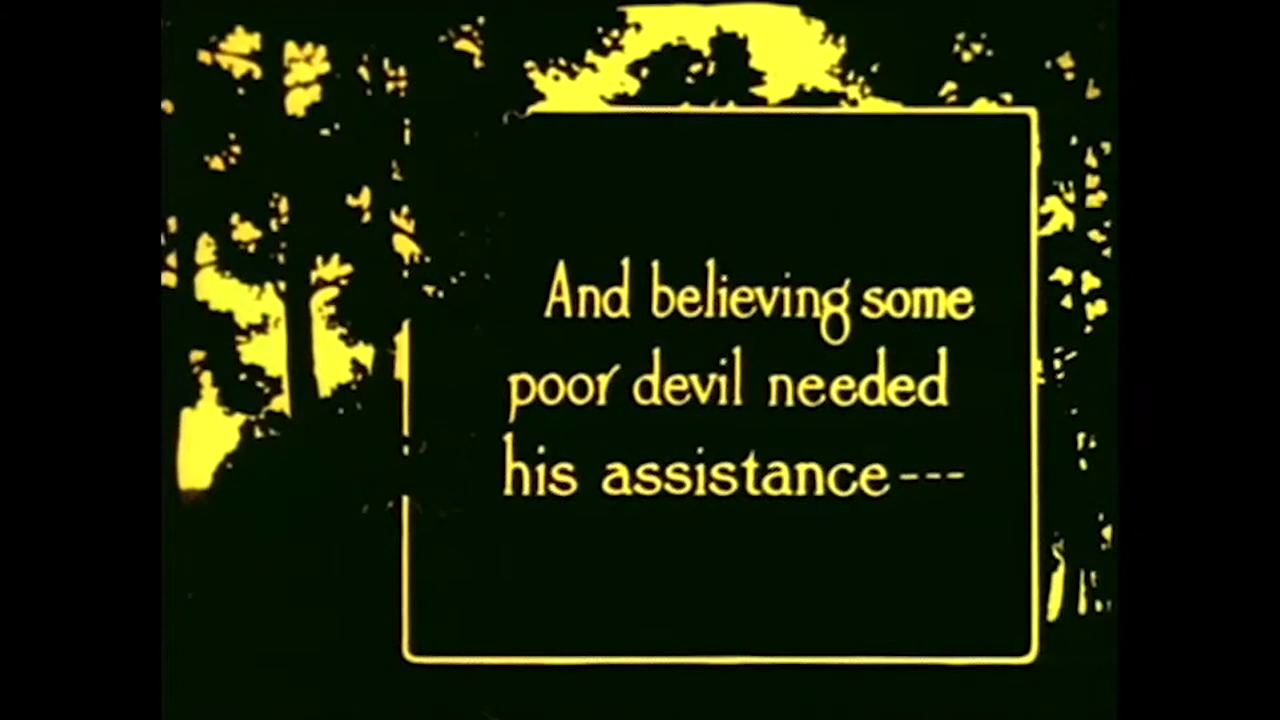 And believing some
poor devil needed
his assistance---